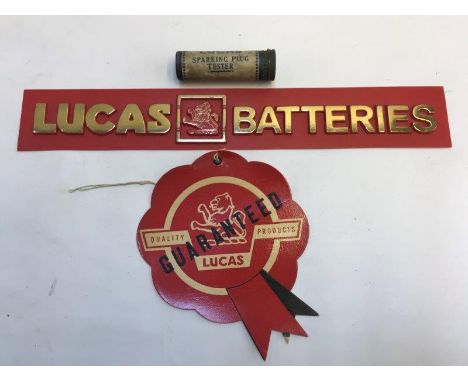 SPARKING PLUG
TESTER
LUCAS BATTERIES
QUALITY PRODUCTS
GUARANTEED
LUCAS